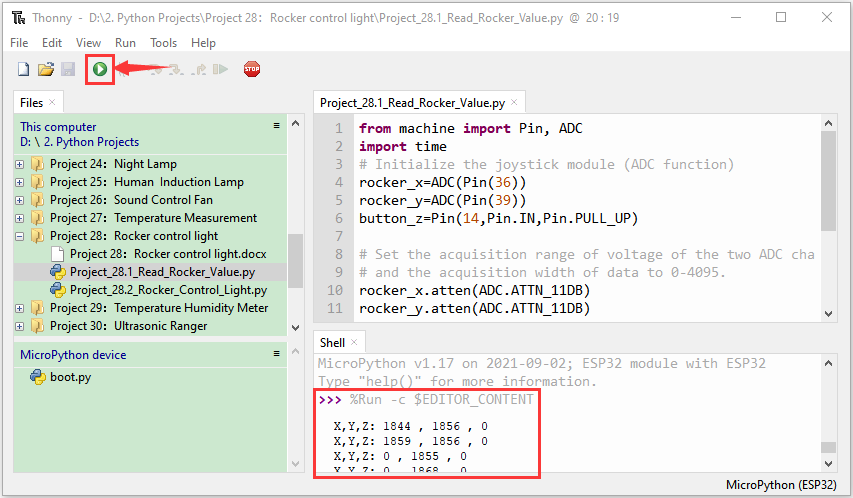 Thonny - D:\2. Python Projects\Project 28：Rocker control light\Project_28.1_Read_Rocker_Value.py @ 20 : 19
File Edit View Run Tools Help
STOP
Files
This computer
D: \ 2. Python Projects
Project 24：Night Lamp
Project 25：Human Induction Lamp
Project 26：Sound Control Fan
Project 27：Temperature Measurement
Project 28：Rocker control light
Project 28：Rocker control light.docx
Project_28.1_Read_Rocker_Value.py
Project_28.2_Rocker_Control_Light.py
Project 29：Temperature Humidity Meter
Project 30：Ultrasonic Ranger
MicroPython device
boot.py
Project_28.1_Read_Rocker_Value.py
1 from machine import Pin, ADC
2 import time
3 # Initialize the joystick module (ADC function)
4 rocker_x=ADC(Pin(36))
5 rocker_y=ADC(Pin(39))
6 button_z=Pin(14,Pin.IN,Pin.PULL_UP)
7
8 # Set the acquisition range of voltage of the two ADC cha
9 # and the acquisition width of data to 0-4095.
10 rocker_x.atten(ADC.ATTN_11DB)
11 rocker_y.atten(ADC.ATTN_11DB)
Shell
MicroPython v1.17 on 2021-09-02; ESP32 module with ESP32
Type "help()" for more information.
>>> %Run -c $EDITOR_CONTENT
X,Y,Z: 1844 , 1856 , 0
X,Y,Z: 1859 , 1856 , 0
X,Y,Z: 0 , 1855 , 0
X,Y,Z: 0 , 1868 , 0
MicroPython (ESP32)